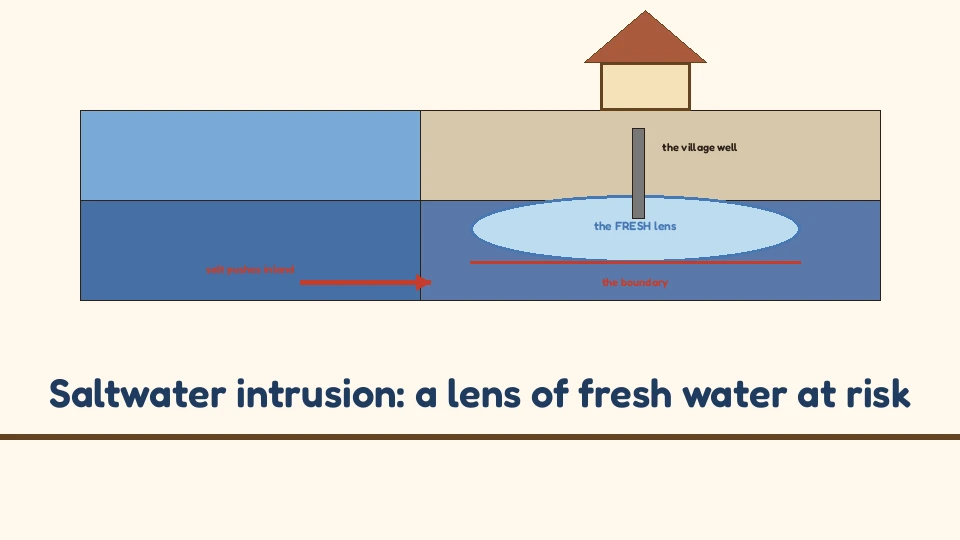 the village well
the FRESH lens
salt pushes inland
the boundary
Saltwater intrusion: a lens of fresh water at risk